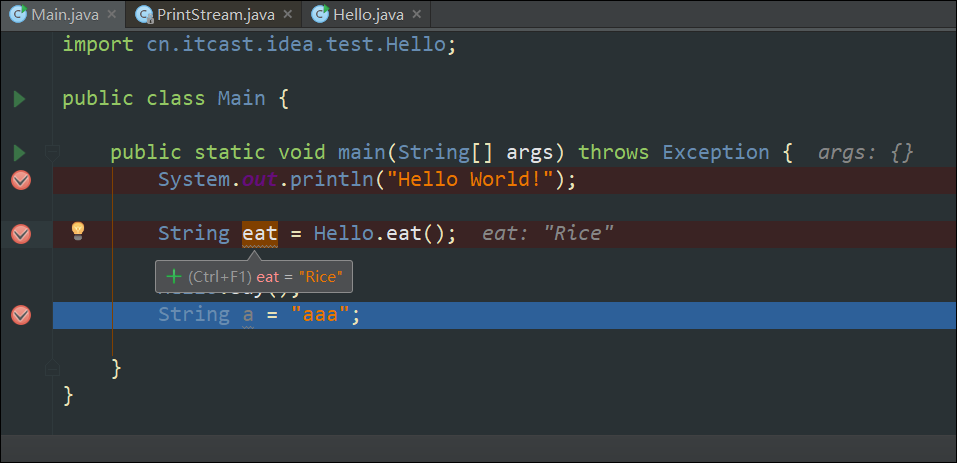 Main.java × PrintStream.java × Hello.java ×
import cn.itcast.idea.test.Hello;
public class Main {
public static void main(String[] args) throws Exception { args: {}
System.out.println("Hello World!");
String eat = Hello.eat(); eat: "Rice"
+ (Ctrl+F1) eat = "Rice"
String a = "aaa";
}
}